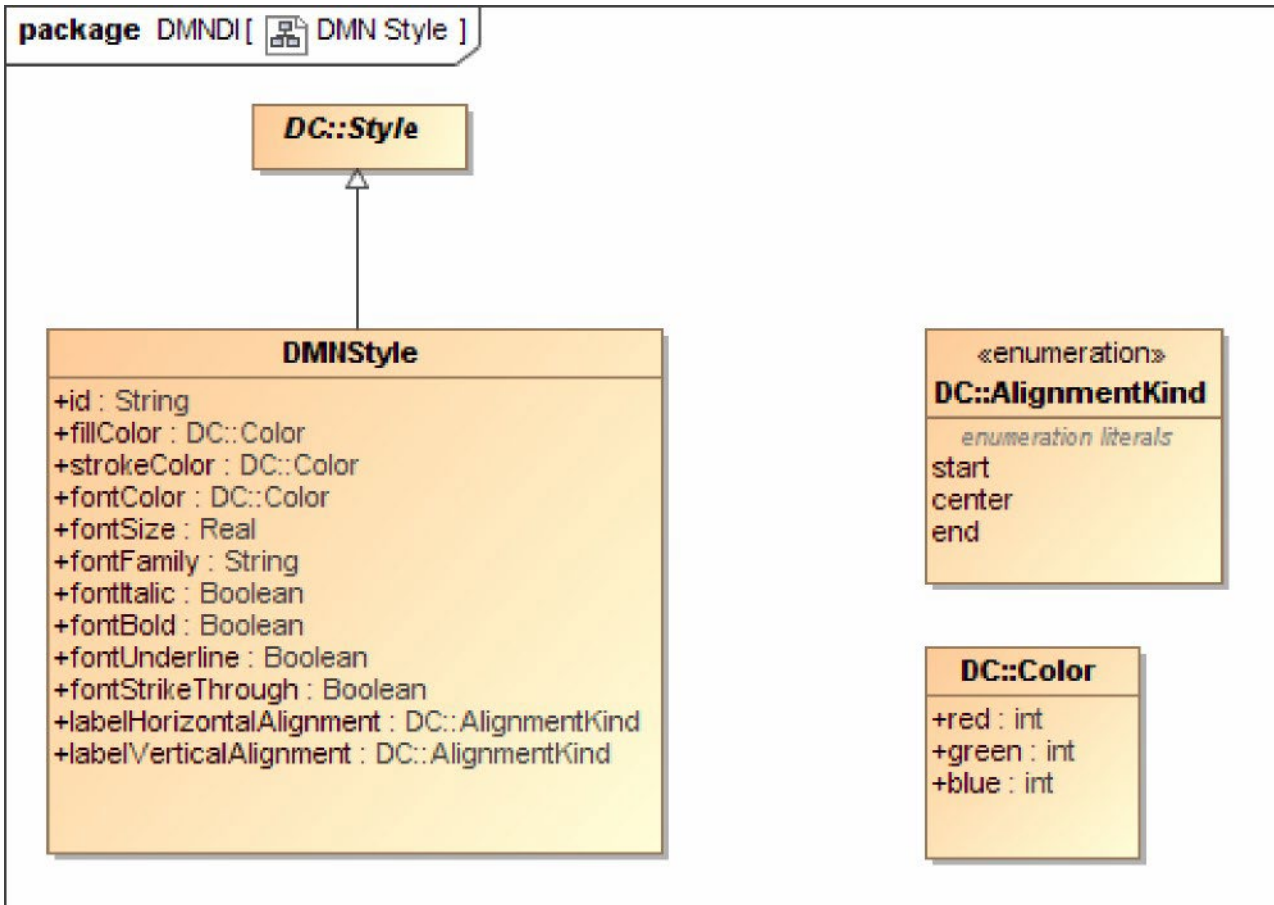 package DMNDI [ DMN Style ]
DC::Style
DMNStyle
+id : String
+fillColor : DC::Color
+strokeColor : DC::Color
+fontColor : DC::Color
+fontSize : Real
+fontFamily : String
+fontItalic : Boolean
+fontBold : Boolean
+fontUnderline : Boolean
+fontStrikeThrough : Boolean
+labelHorizontalAlignment : DC::AlignmentKind
+labelVerticalAlignment : DC::AlignmentKind
«enumeration»
DC::AlignmentKind
enumeration literals
start
center
end
DC::Color
+red : int
+green : int
+blue : int